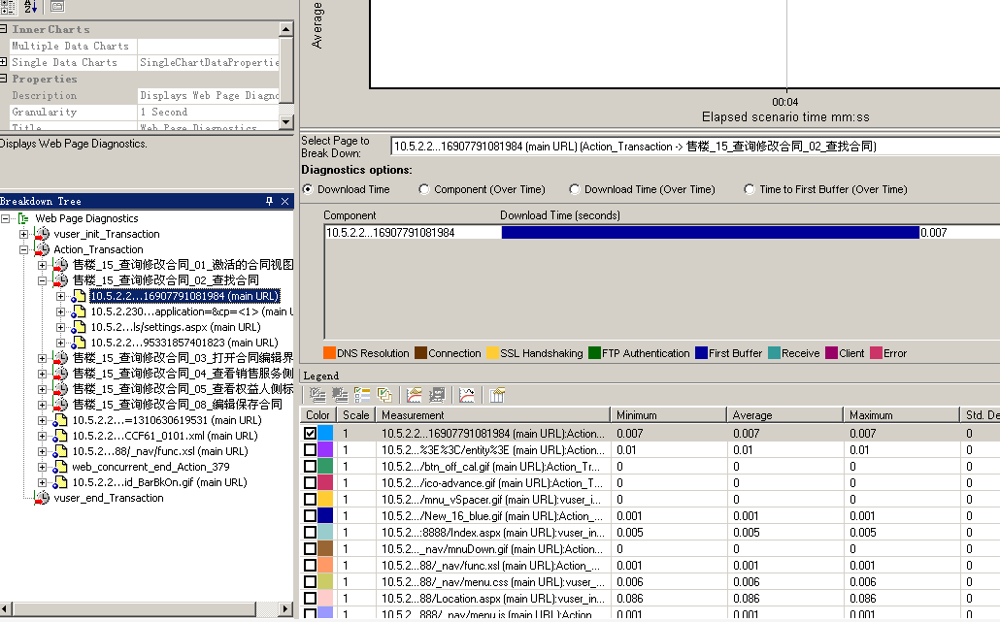 InnerCharts
Multiple Data Charts
Single Data Charts SingleChartDataPropertie
Properties
Description Displays Web Page Diagno
Granularity 1 Second
Title Web Page Diagnostics
Displays Web Page Diagnostics.
Average
00:04
Elapsed scenario time mm:ss
Select Page to
Break Down:
10.5.2.2...16907791081984 (main URL) (Action_Transaction -> 售楼_15_查询修改合同_02_查找合同)
Diagnostics options:
Download Time Component (Over Time) Download Time (Over Time) Time to First Buffer (Over Time)
Component Download Time (seconds)
10.5.2.2...16907791081984 0.007
DNS Resolution Connection SSL Handshaking FTP Authentication First Buffer Receive Client Error
Breakdown Tree
Web Page Diagnostics
vuser_init_Transaction
Action_Transaction
售楼_15_查询修改合同_01_激活的合同视图
售楼_15_查询修改合同_02_查找合同
10.5.2.2...16907791081984 (main URL)
10.5.2.230...application=&cp=<1> (main U
10.5.2...ls/settings.aspx (main URL)
10.5.2.2...95331857401823 (main URL)
售楼_15_查询修改合同_03_打开合同编辑界
售楼_15_查询修改合同_04_查看销售服务侧
售楼_15_查询修改合同_05_查看权益人侧标
售楼_15_查询修改合同_08_编辑保存合同
10.5.2.2...=1310630619531 (main URL)
10.5.2.2...CCF61_0101.xml (main URL)
10.5.2...88/_nav/func.xsl (main URL)
web_concurrent_end_Action_379
10.5.2.2...id_BarBkOn.gif (main URL)
vuser_end_Transaction
Legend
Color Scale Measurement Minimum Average Maximum Std. De
1 10.5.2.2...16907791081984 (main URL):Action... 0.007 0.007 0.007 0
1 10.5.2...%3E%3C/entity%3E (main URL):Action... 0.01 0.01 0.01 0
1 10.5.2.../btn_off_cal.gif (main URL):Action_Tr... 0 0 0 0
1 10.5.2.../ico-advance.gif (main URL):Action_T... 0 0 0 0
1 10.5.2.../mnu_vSpacer.gif (main URL):vuser_i... 0 0 0 0
1 10.5.2.../New_16_blue.gif (main URL):Action_... 0.001 0.001 0.001 0
1 10.5.2...:8888/Index.aspx (main URL):vuser_in... 0.005 0.005 0.005 0
1 10.5.2..._nav/mnuDown.gif (main URL):Action... 0 0 0 0
1 10.5.2...88/_nav/func.xsl (main URL):Action_... 0.001 0.001 0.001 0
1 10.5.2...88/_nav/menu.css (main URL):vuser_... 0.006 0.006 0.006 0
1 10.5.2...88/Location.aspx (main URL):vuser_in... 0.086 0.086 0.086 0
1 10.5.2...888/_nav/menu.js (main URL):Action... 0.001 0.001 0.001 0